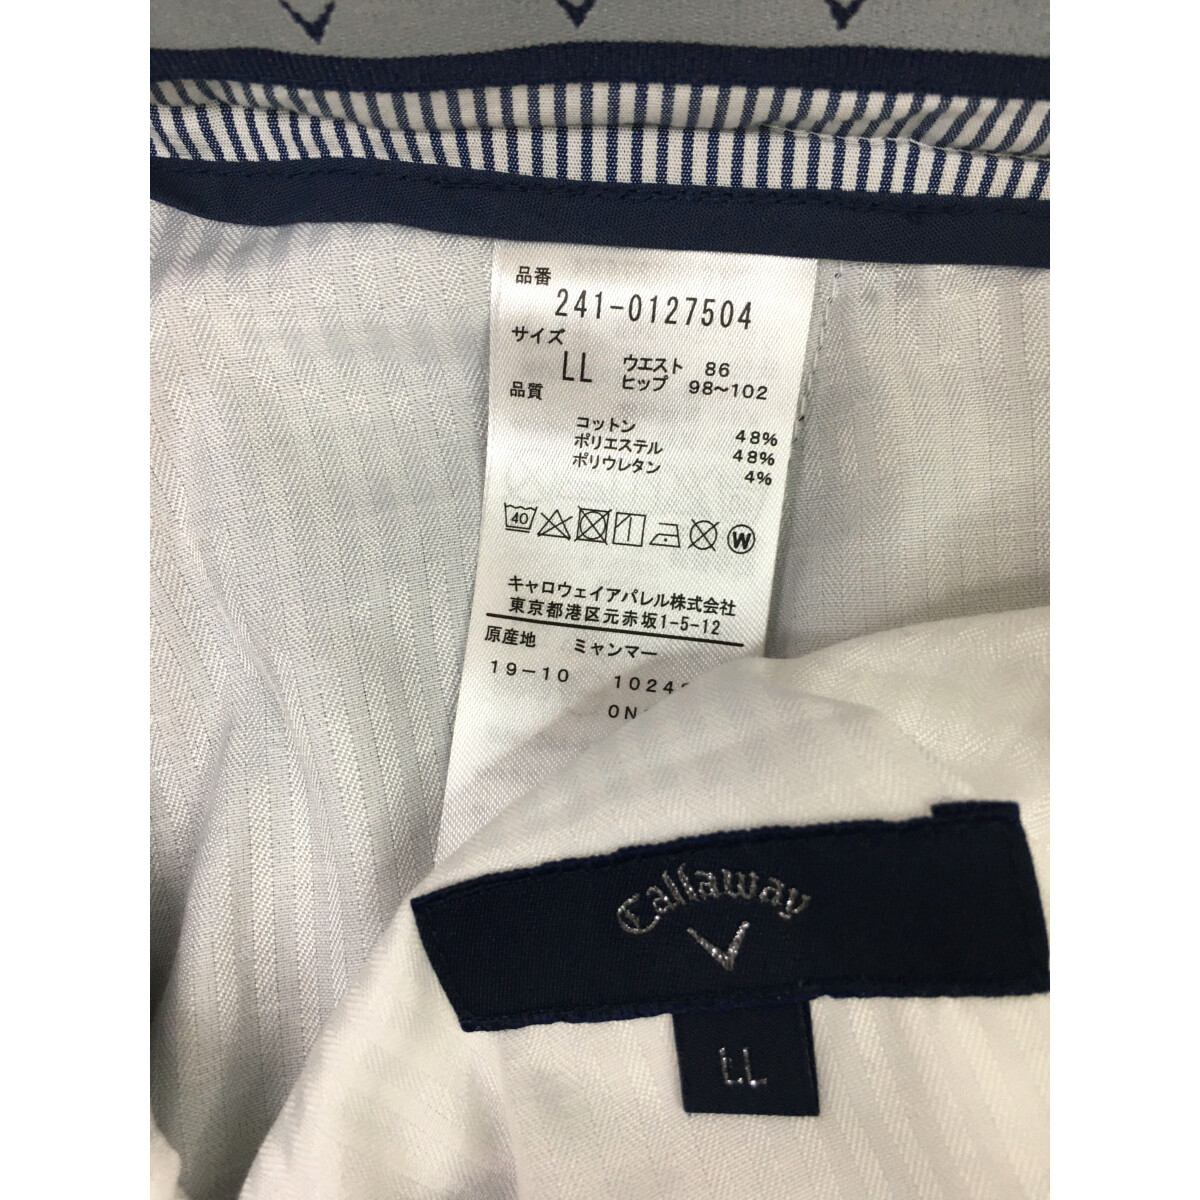 品番
241-0127504
サイズ
LL ウエスト 86
ヒップ 98〜102
品質
コットン 48%
ポリエステル 48%
ポリウレタン 4%
40
W
キャロウェイアパレル株式会社
東京都港区元赤坂1-5-12
原産地 ミャンマー
19-10
Callaway
LL